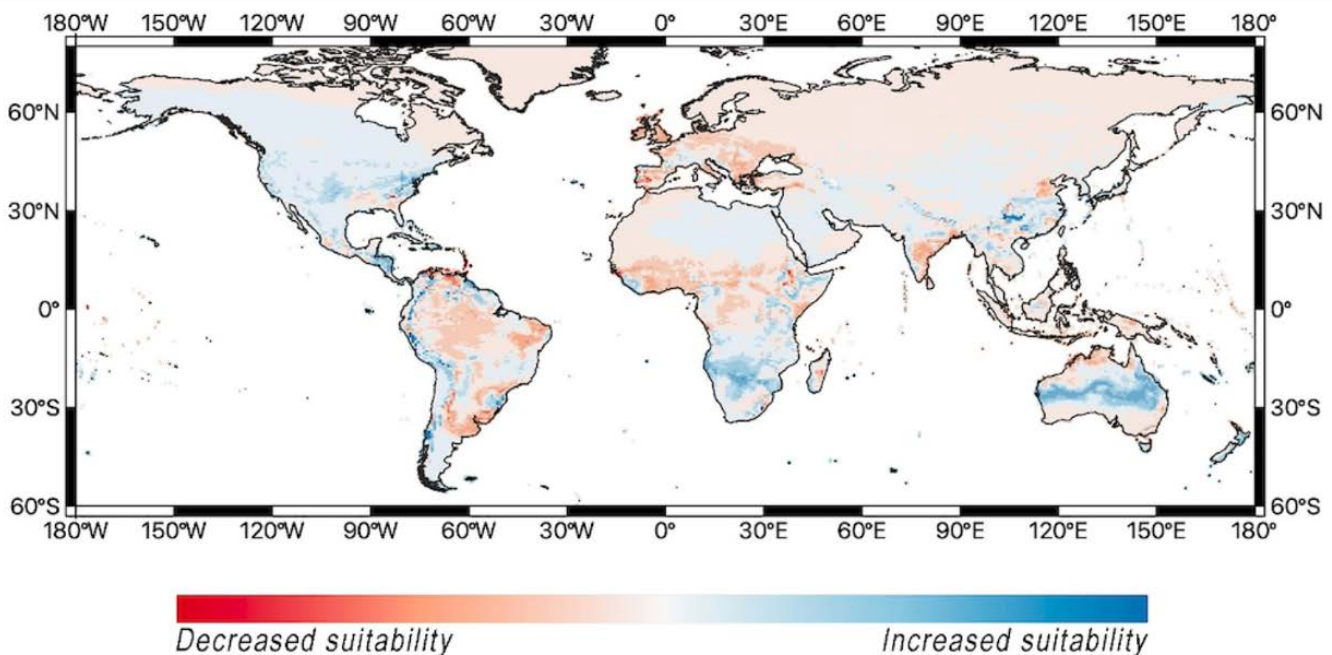 180°W 150°W 120°W 90°W 60°W 30°W 0° 30°E 60°E 90°E 120°E 150°E 180°
60°N 60°N
30°N 30°N
0° 0°
30°S 30°S
60°S 60°S
180°W 150°W 120°W 90°W 60°W 30°W 0° 30°E 60°E 90°E 120°E 150°E 180°
Decreased suitability Increased suitability